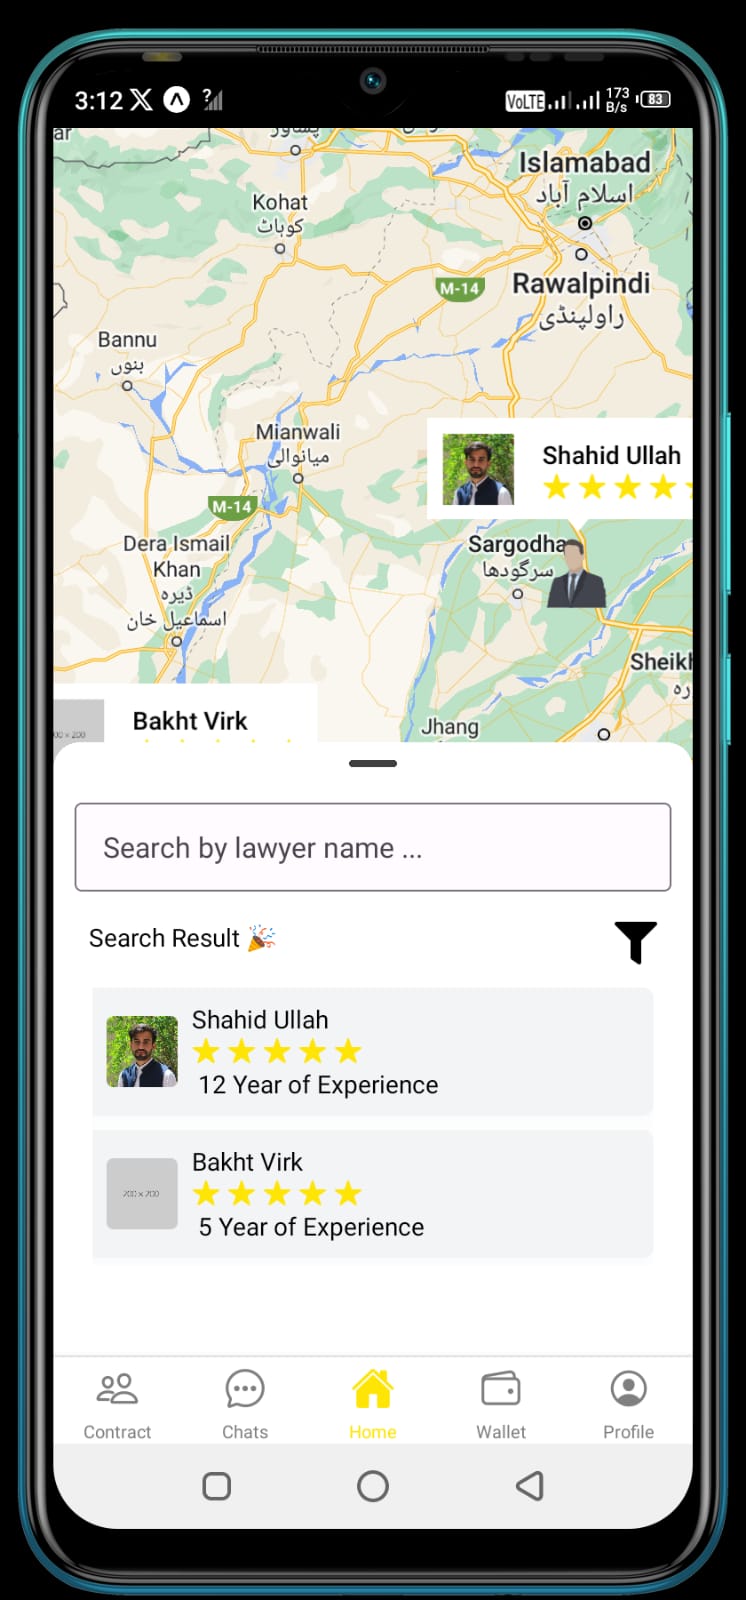 3:12
VoLTE
173
B/s
83
ar
پشاور
Islamabad
اسلام آباد
Kohat
کوہاٹ
M-14
Rawalpindi
راولپنڈی
Bannu
بنوں
Mianwali
میانوالی
Shahid Ullah
M-14
Dera Ismail
Khan
ڈیرہ
اسماعیل خان
Sargodha
سرگودھا
Sheikh
رہ
Bakht Virk
Jhang
Search by lawyer name ...
Search Result 🎉
Shahid Ullah
12 Year of Experience
Bakht Virk
200 x 200
5 Year of Experience
Contract
Chats
Home
Wallet
Profile